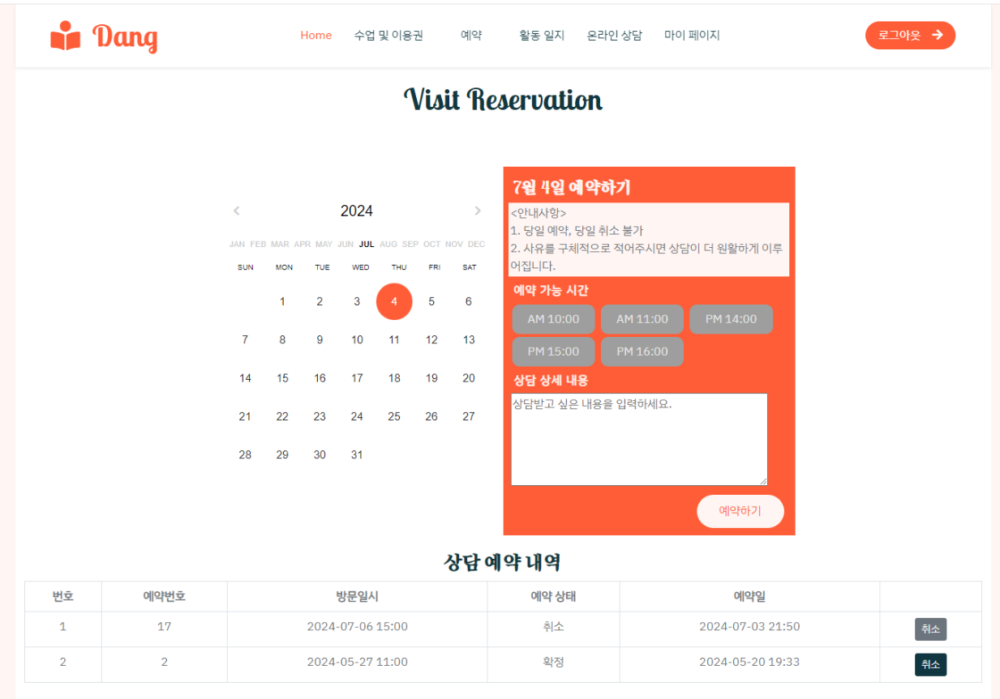 Dang
Home 수업 및 이용권 예약 활동 일지 온라인 상담 마이 페이지
로그아웃
Visit Reservation
2024
JAN FEB MAR APR MAY JUN JUL AUG SEP OCT NOV DEC
SUN MON TUE WED THU FRI SAT
1 2 3 4 5 6
7 8 9 10 11 12 13
14 15 16 17 18 19 20
21 22 23 24 25 26 27
28 29 30 31
7월 4일 예약하기
<안내사항>
1. 당일 예약, 당일 취소 불가
2. 사유를 구체적으로 적어주시면 상담이 더 원활하게 이루
어집니다.
예약 가능 시간
AM 10:00 AM 11:00 PM 14:00
PM 15:00 PM 16:00
상담 상세 내용
상담받고 싶은 내용을 입력하세요.
예약하기
상담 예약 내역
번호 예약번호 방문일시 예약 상태 예약일
1 17 2024-07-06 15:00 취소 2024-07-03 21:50 취소
2 2 2024-05-27 11:00 확정 2024-05-20 19:33 취소